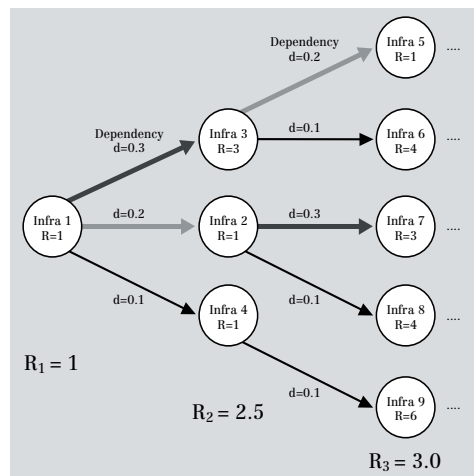 Dependency
d=0.2
Infra 5
R=1
....
Dependency
d=0.3
Infra 3
R=3
d=0.1
Infra 6
R=4
....
Infra 1
R=1
d=0.2
Infra 2
R=1
d=0.3
Infra 7
R=3
....
d=0.1
Infra 4
R=1
d=0.1
Infra 8
R=4
....
R₁ = 1
d=0.1
Infra 9
R=6
....
R₂ = 2.5
R₃ = 3.0